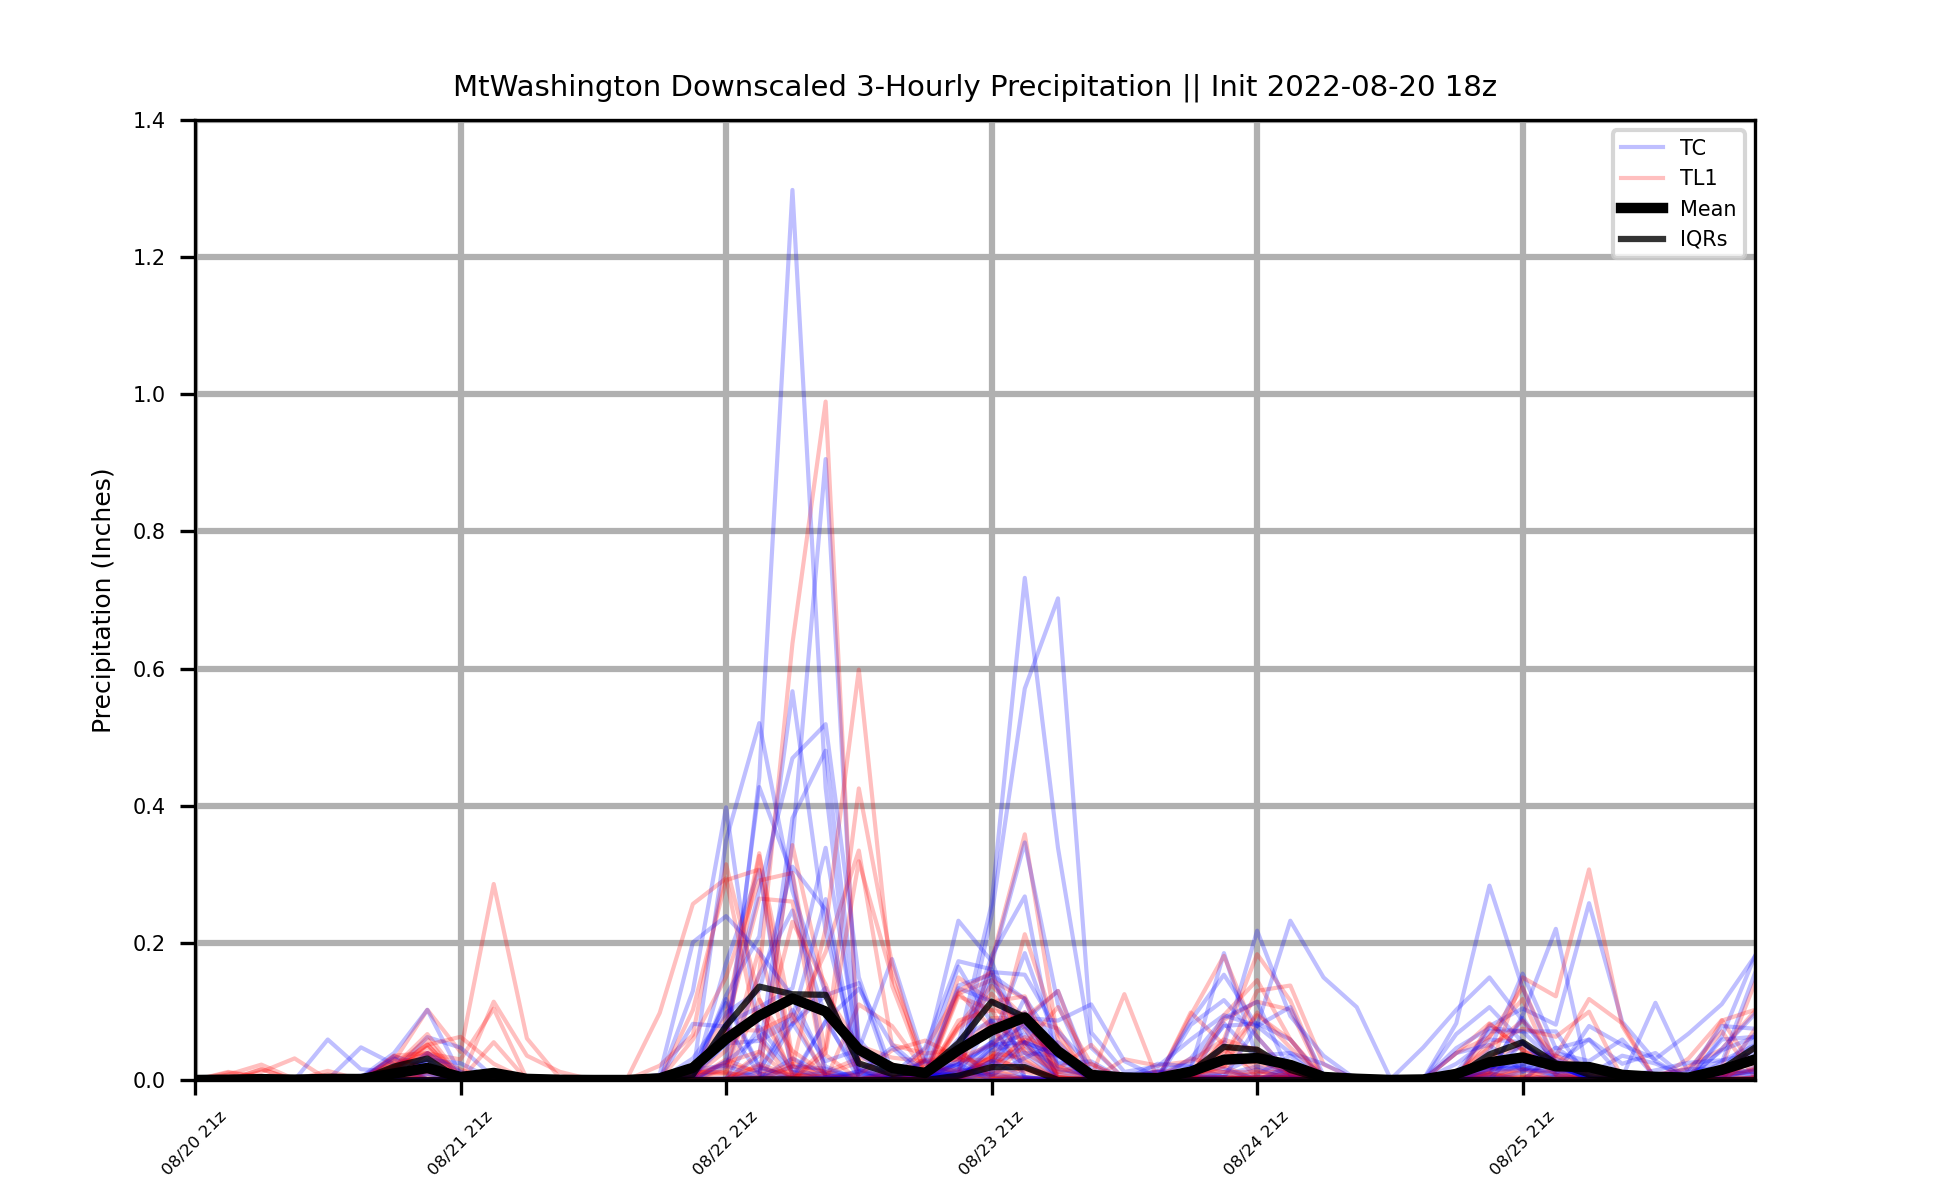 MtWashington Downscaled 3-Hourly Precipitation || Init 2022-08-20 18z
1.4
1.2
1.0
0.8
0.6
0.4
0.2
0.0
Precipitation (Inches)
TC
TL1
Mean
IQRs
08/20 21z
08/21 21z
08/22 21z
08/23 21z
08/24 21z
08/25 21z